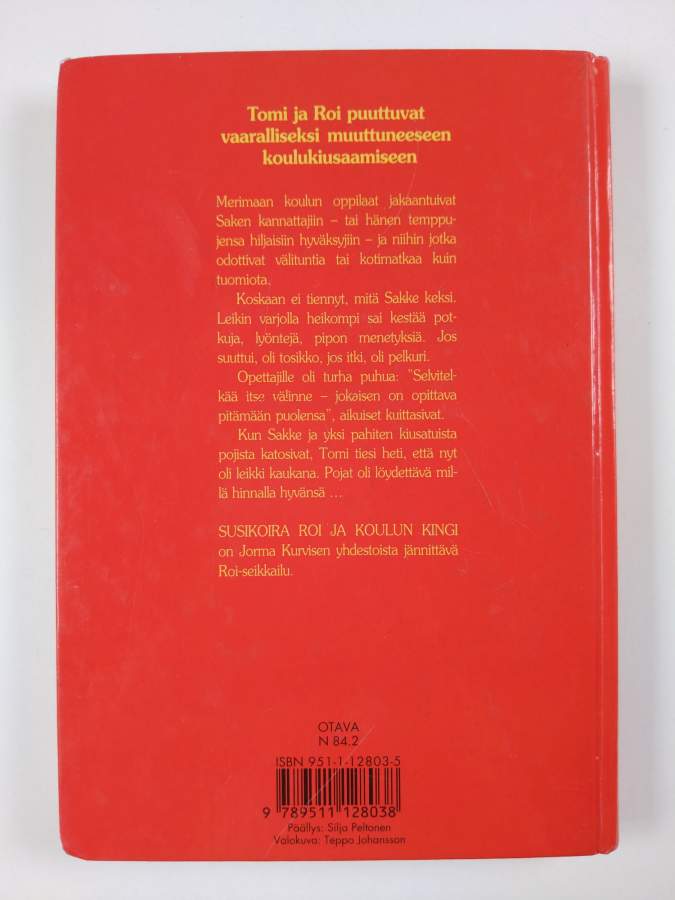 Tomi ja Roi puuttuvat
vaaralliseksi muuttuneeseen
koulukiusaamiseen
Merimaan koulun oppilaat jakaantuivat
Saken kannattajiin – tai hänen temppu-
jensa hiljaisiin hyväksyjiin – ja niihin jotka
odottivat välituntia tai kotimatkaa kuin
tuomiota.
Koskaan ei tiennyt, mitä Sakke keksi.
Leikin varjolla heikompi sai kestää pot-
kuja, lyöntejä, pipon menetyksiä. Jos
suuttui, oli tosikko, jos itki, oli pelkuri.
Opettajille oli turha puhua: "Selvitel-
kää itse välinne – jokaisen on opittava
pitämään puolensa", aikuiset kuittasivat.
Kun Sakke ja yksi pahiten kiusatuista
pojista katosivat, Tomi tiesi heti, että nyt
oli leikki kaukana. Pojat oli löydettävä mil-
lä hinnalla hyvänsä ...
SUSIKOIRA ROI JA KOULUN KINGI
on Jorma Kurvisen yhdestoista jännittävä
Roi-seikkailu.
OTAVA
N 84.2
ISBN 951-1-12803-5
9 789511 128038
Päällys: Silja Peltonen
Valokuva: Teppo Johansson